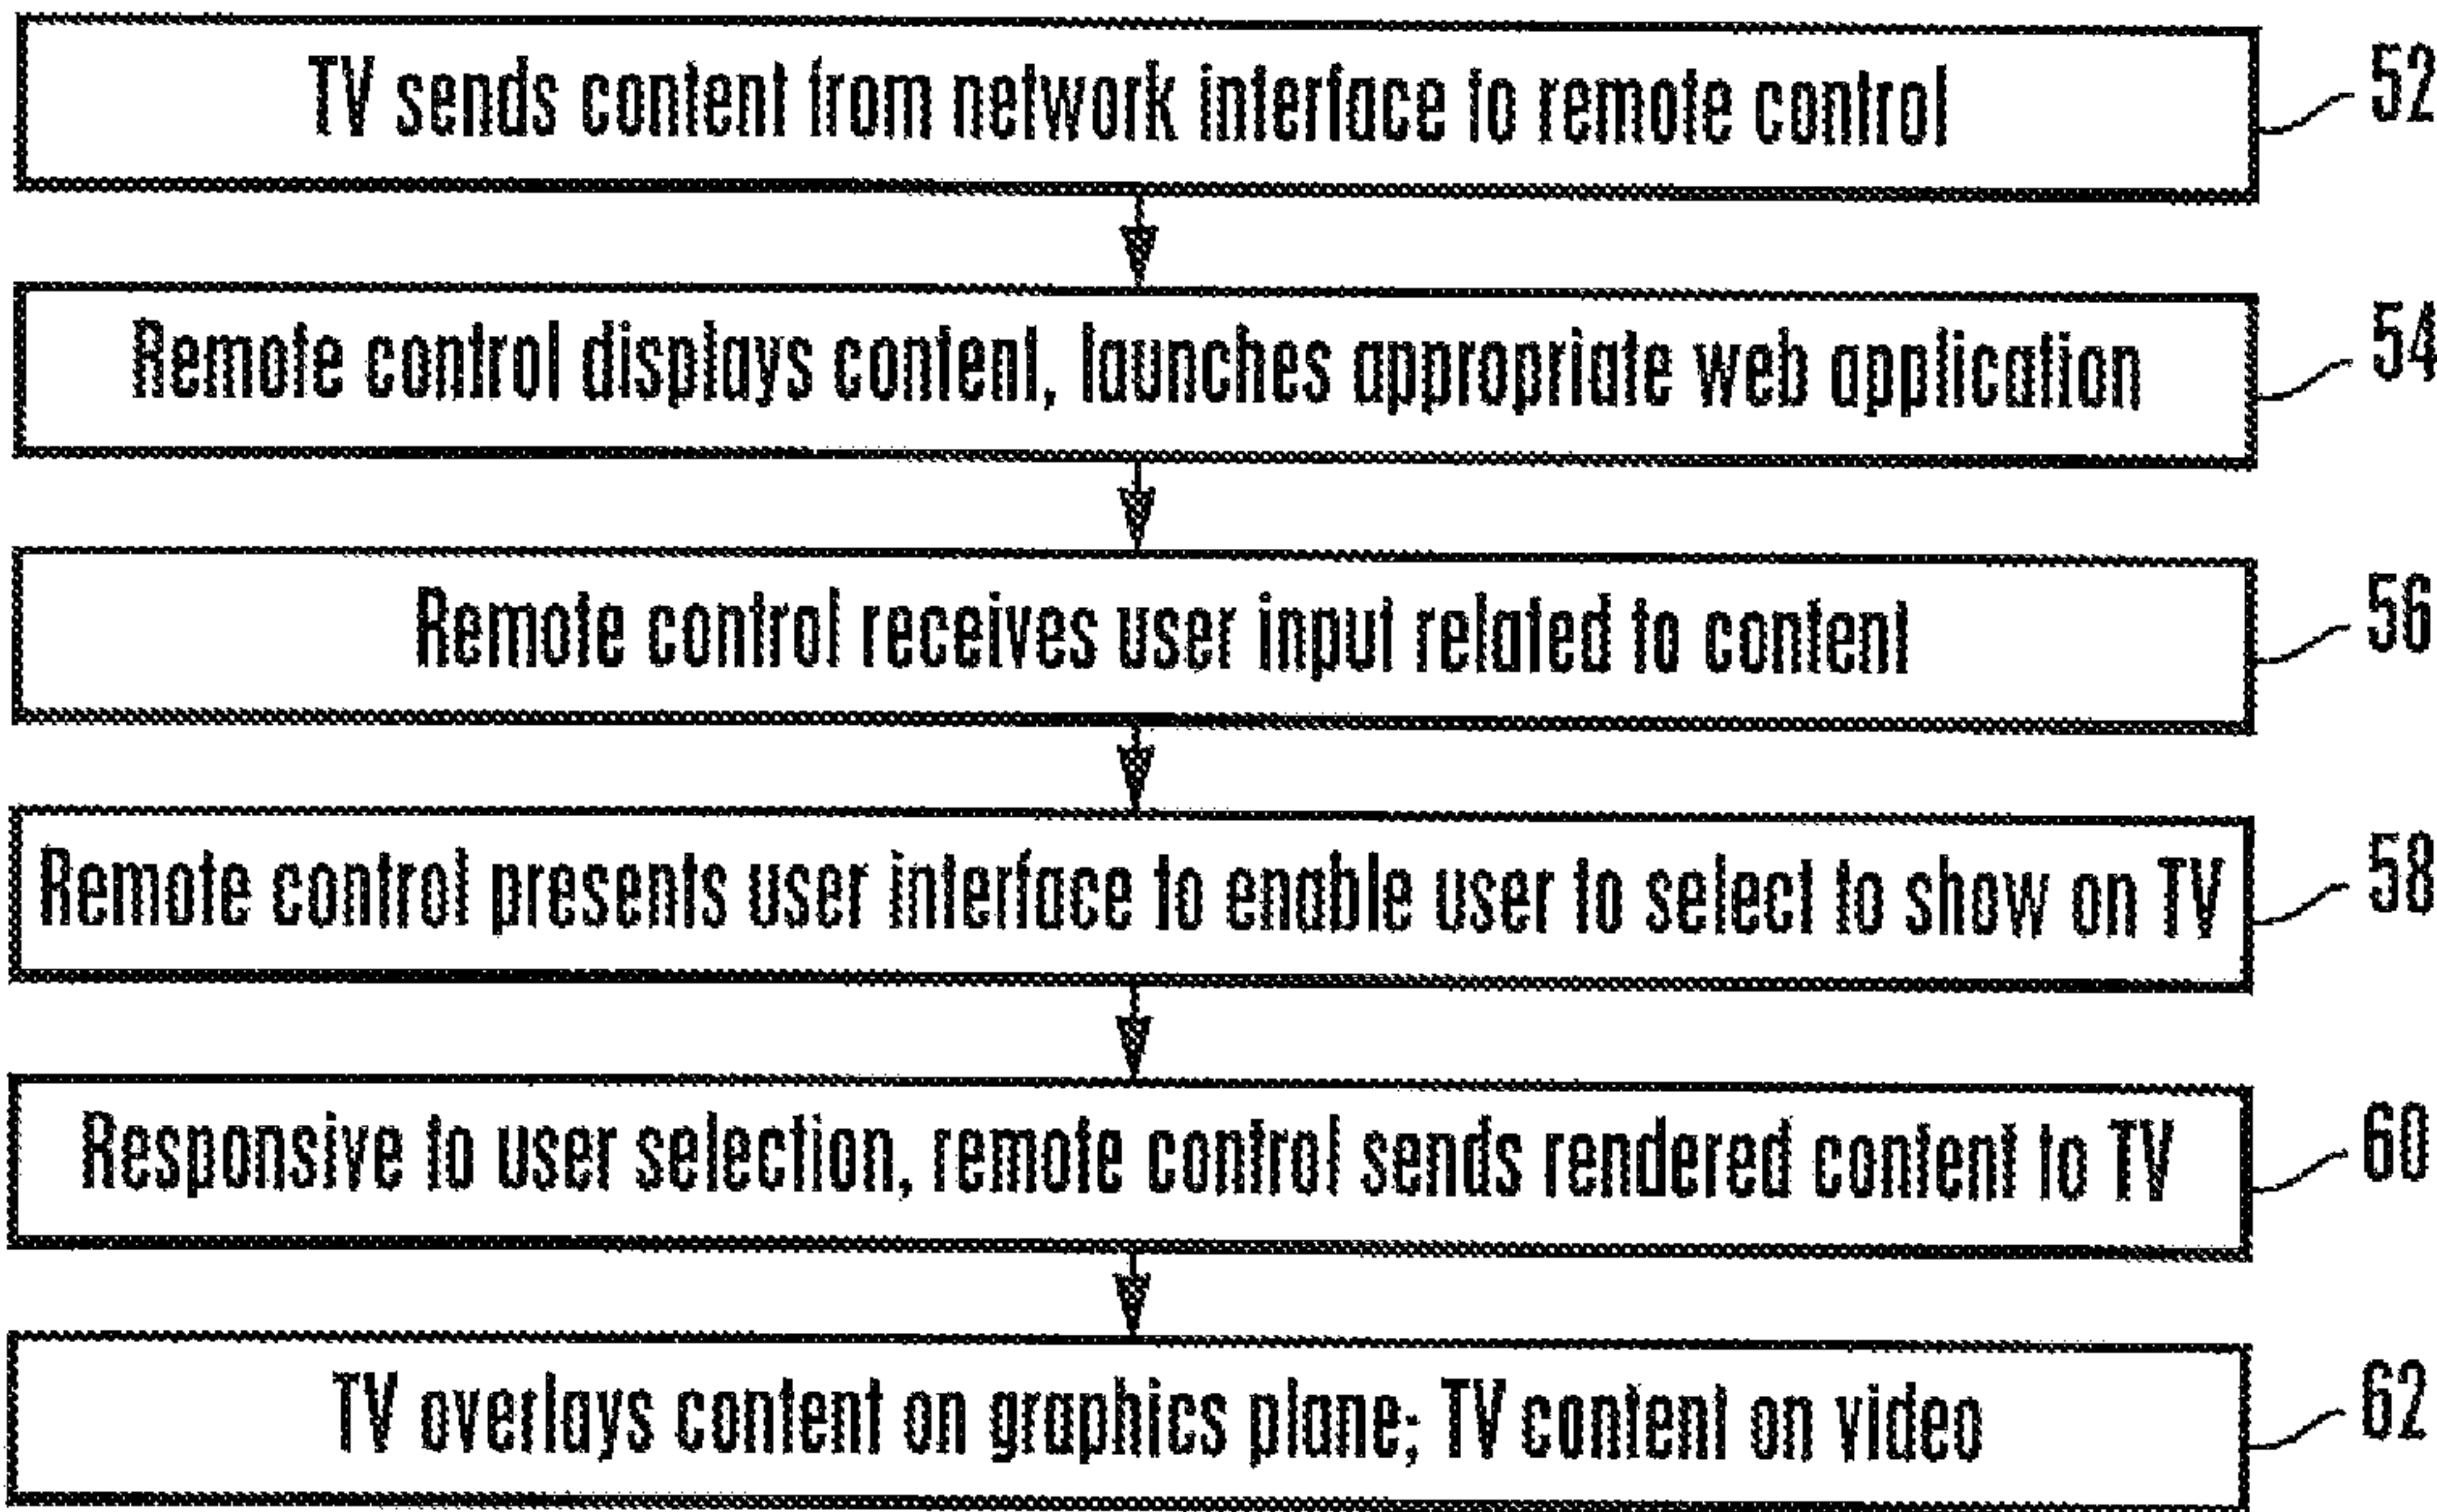 TV sends content from network interface to remote control 52
Remote control displays content, launches appropriate web application 54
Remote control receives user input related to content 56
Remote control presents user interface to enable user to select to show on TV 58
Responsive to user selection, remote control sends rendered content to TV 60
TV overlays content on graphics plane; TV content on video 62